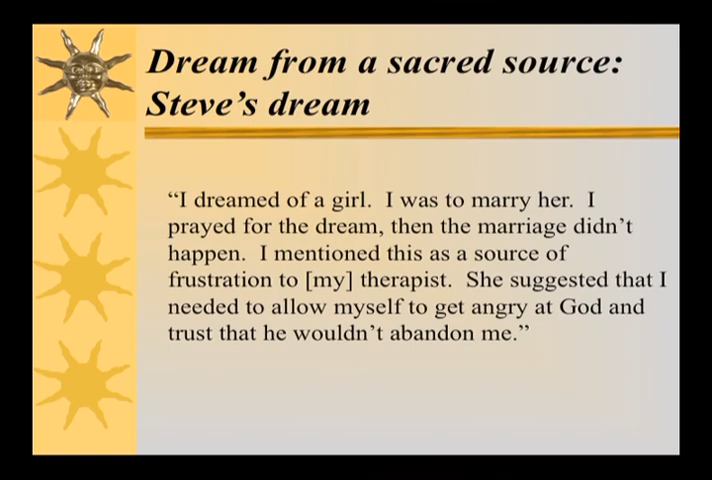 Dream from a sacred source:
Steve’s dream
“I dreamed of a girl.  I was to marry her.  I
prayed for the dream, then the marriage didn’t
happen.  I mentioned this as a source of
frustration to [my] therapist.  She suggested that I
needed to allow myself to get angry at God and
trust that he wouldn’t abandon me.”